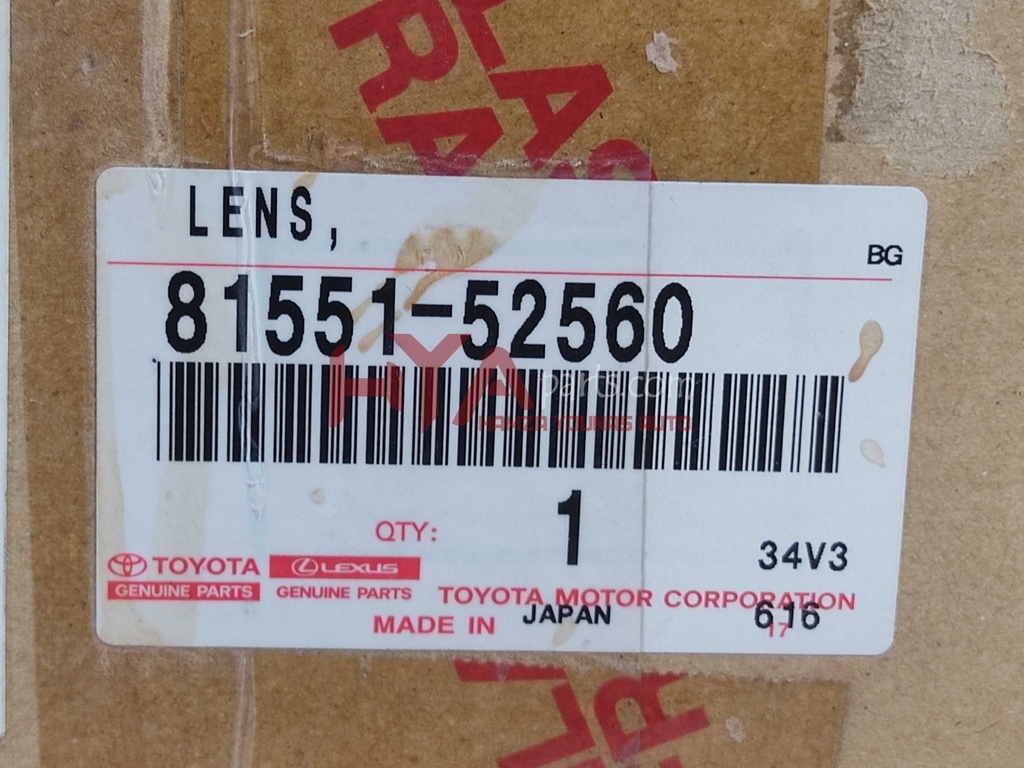 LENS,
BG
81551-52560
HYA parts.com
HAMZA YOUNAS AUTO
QTY: 1
34V3
TOYOTA LEXUS
GENUINE PARTS GENUINE PARTS
TOYOTA MOTOR CORPORATION
MADE IN JAPAN
616
17